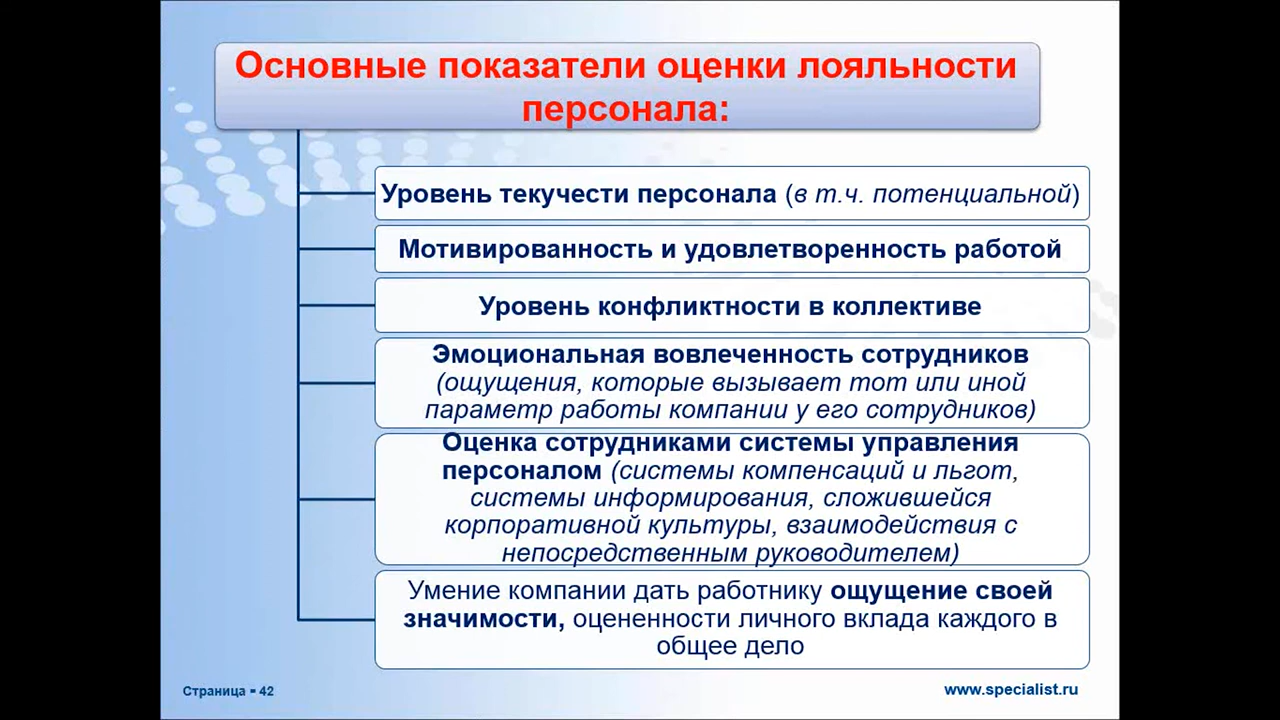 Основные показатели оценки лояльности
персонала:
Уровень текучести персонала (в т.ч. потенциальной)
Мотивированность и удовлетворенность работой
Уровень конфликтности в коллективе
Эмоциональная вовлеченность сотрудников
(ощущения, которые вызывает тот или иной
параметр работы компании у его сотрудников)
Оценка сотрудниками системы управления
персоналом (системы компенсаций и льгот,
системы информирования, сложившейся
корпоративной культуры, взаимодействия с
непосредственным руководителем)
Умение компании дать работнику ощущение своей
значимости, оцененности личного вклада каждого в
общее дело
Страница ▪ 42
www.specialist.ru